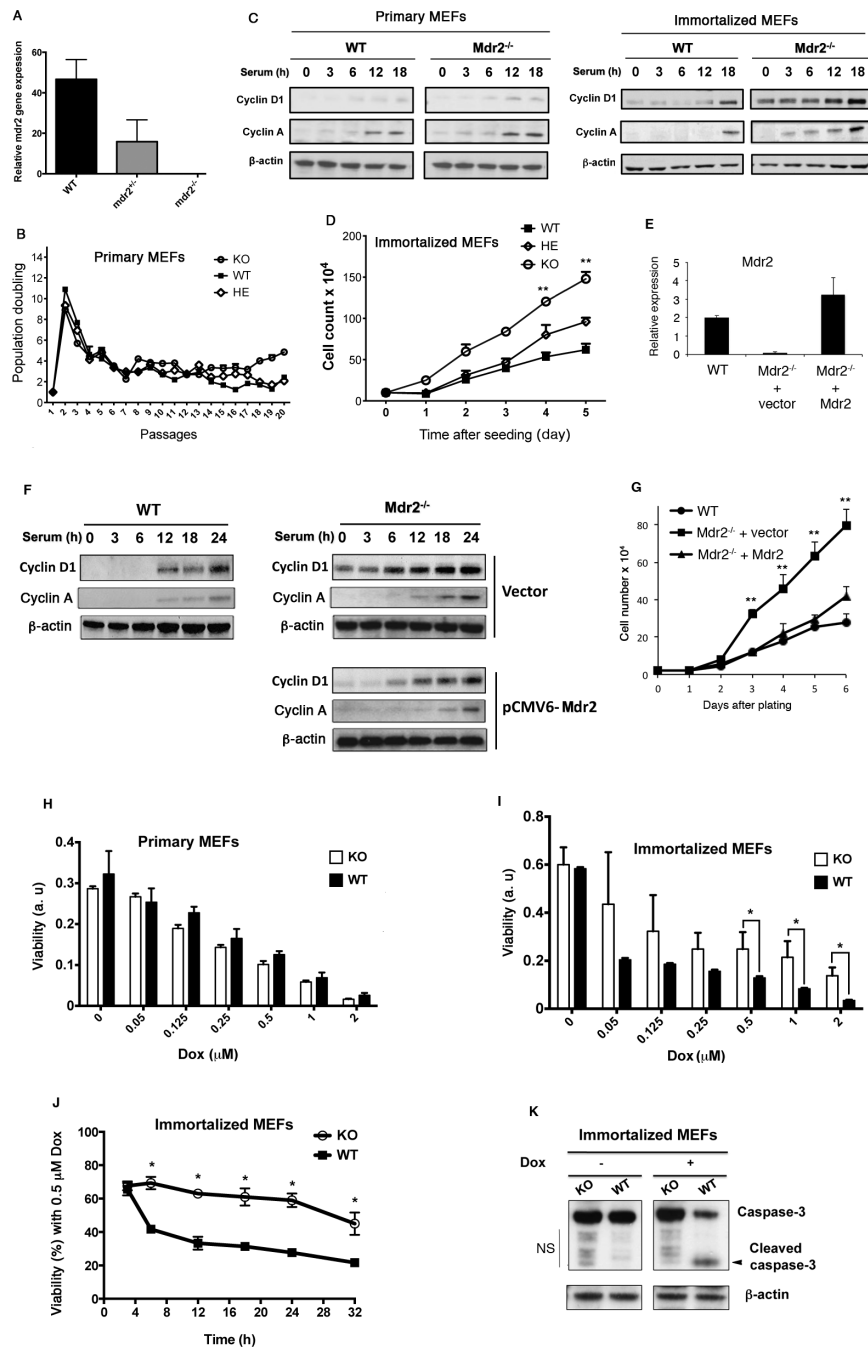 A
Relative mdr2 gene expression
60
40
20
0
WT
mdr2+/-
mdr2-/-
C
Primary MEFs
WT
Mdr2-/-
Serum (h) 0 3 6 12 18 0 3 6 12 18
Cyclin D1
Cyclin A
β-actin
Immortalized MEFs
WT
Mdr2-/-
Serum (h) 0 3 6 12 18 0 3 6 12 18
Cyclin D1
Cyclin A
β-actin
B
Primary MEFs
KO
WT
HE
Population doubling
14
12
10
8
6
4
2
0
1 2 3 4 5 6 7 8 9 10 11 12 13 14 15 16 17 18 19 20
Passages
D
Immortalized MEFs
WT
HE
KO
Cell count x 10⁴
200
150
100
50
0
** **
0 1 2 3 4 5
Time after seeding (day)
E
Mdr2
Relative expression
5
4
3
2
1
0
WT
Mdr2-/- + vector
Mdr2-/- + Mdr2
F
WT
Serum (h) 0 3 6 12 18 24
Cyclin D1
Cyclin A
β-actin
Mdr2-/-
Serum (h) 0 3 6 12 18 24
Cyclin D1
Cyclin A
β-actin
Vector
Cyclin D1
Cyclin A
β-actin
pCMV6-Mdr2
G
WT
Mdr2-/- + vector
Mdr2-/- + Mdr2
Cell number x 10⁴
100
80
60
40
20
0
** ** ** **
0 1 2 3 4 5 6
Days after plating
H
Primary MEFs
KO
WT
Viability (a. u)
0.4
0.3
0.2
0.1
0
0 0.05 0.125 0.25 0.5 1 2
Dox (μM)
I
Immortalized MEFs
KO
WT
Viability (a. u)
0.8
0.6
0.4
0.2
0
* * *
0 0.05 0.125 0.25 0.5 1 2
Dox (μM)
J
Immortalized MEFs
KO
WT
Viability (%) with 0.5 μM Dox
100
80
60
40
20
0
* * * * *
0 4 8 12 16 20 24 28 32
Time (h)
K
Immortalized MEFs
Dox - +
KO WT KO WT
Caspase-3
NS
Cleaved
caspase-3
β-actin